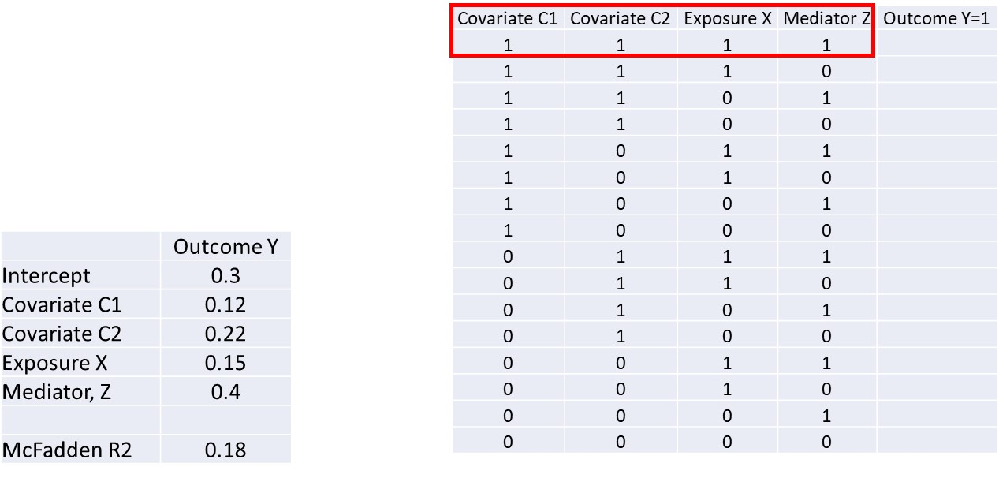 Outcome Y
Intercept 0.3
Covariate C1 0.12
Covariate C2 0.22
Exposure X 0.15
Mediator, Z 0.4
McFadden R2 0.18
Covariate C1 Covariate C2 Exposure X Mediator Z Outcome Y=1
1 1 1 1
1 1 1 0
1 1 0 1
1 1 0 0
1 0 1 1
1 0 1 0
1 0 0 1
1 0 0 0
0 1 1 1
0 1 1 0
0 1 0 1
0 1 0 0
0 0 1 1
0 0 1 0
0 0 0 1
0 0 0 0